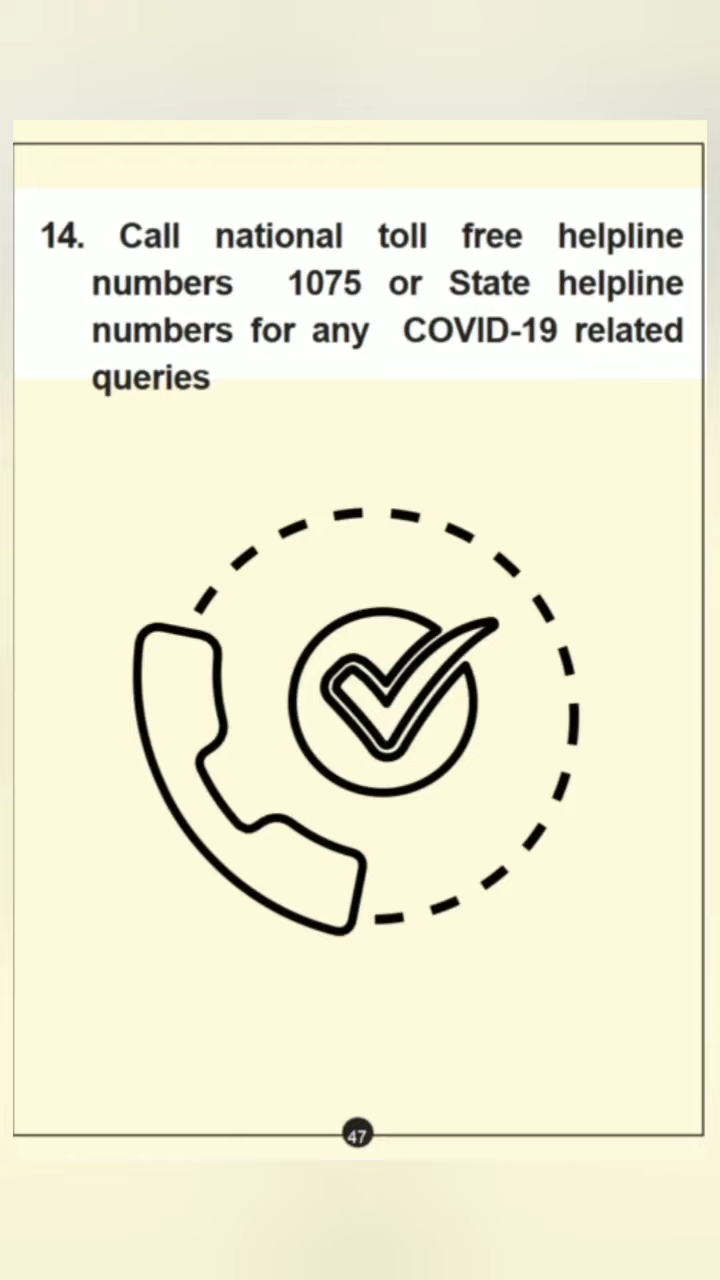 14. Call national toll free helpline
numbers 1075 or State helpline
numbers for any COVID-19 related
queries
47